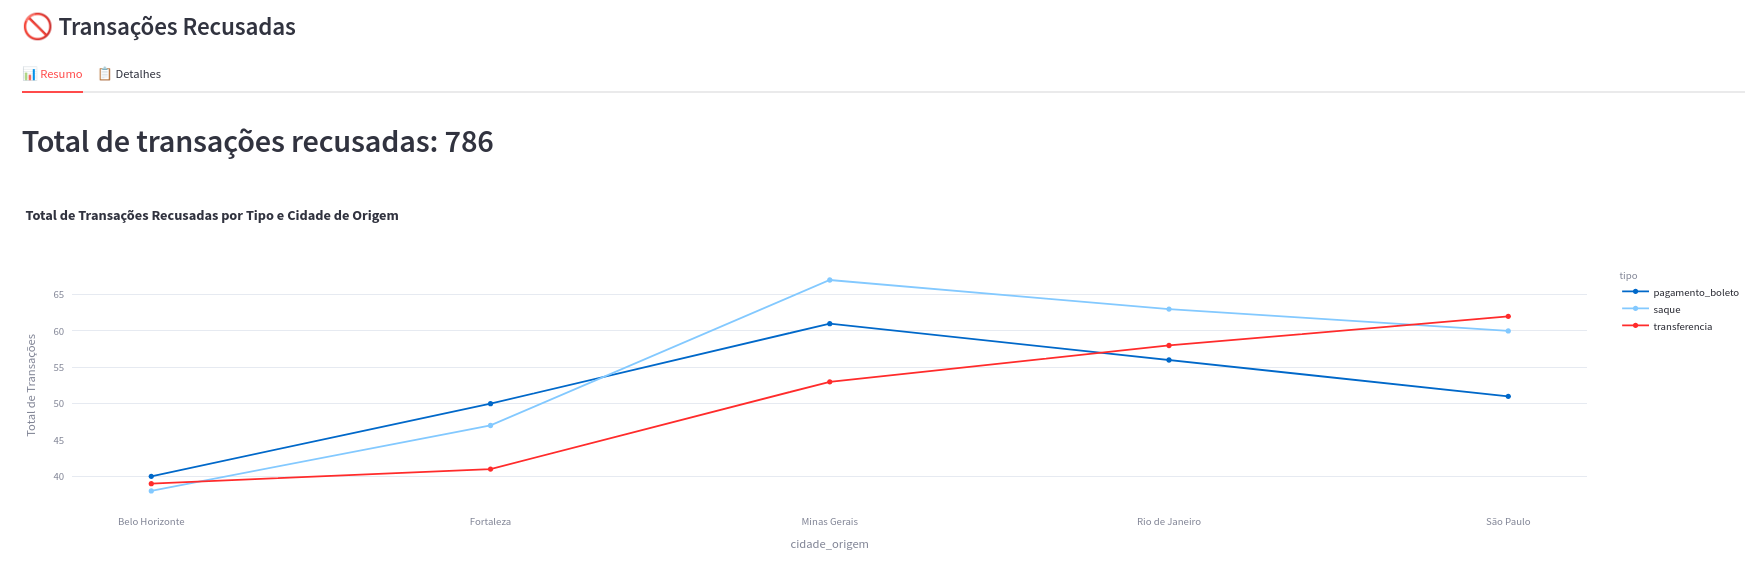 🚫 Transações Recusadas
📊 Resumo 📋 Detalhes
Total de transações recusadas: 786
Total de Transações Recusadas por Tipo e Cidade de Origem
tipo
pagamento_boleto
saque
transferencia
Total de Transações
65
60
55
50
45
40
Belo Horizonte Fortaleza Minas Gerais Rio de Janeiro São Paulo
cidade_origem